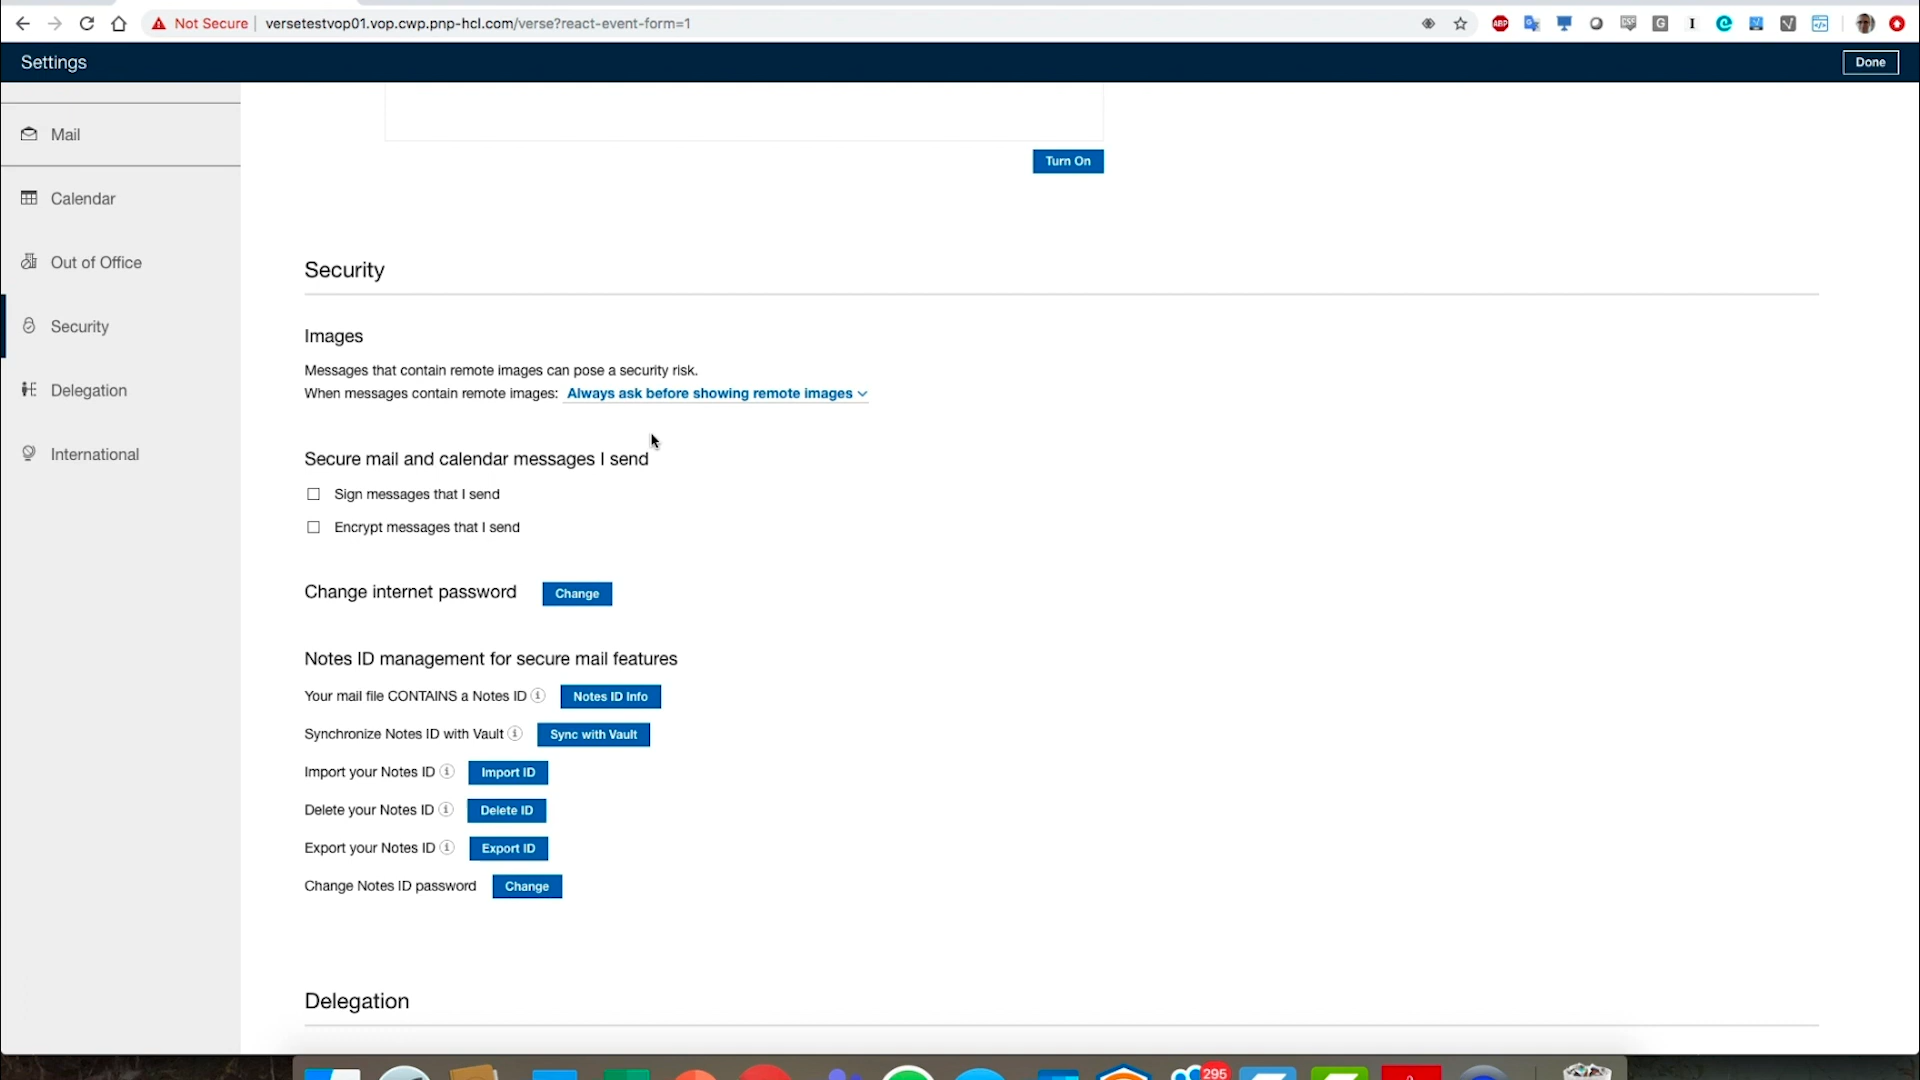 Not Secure
versetestvop01.vop.cwp.pnp-hcl.com/verse?react-event-form=1
ABP
Settings
Done
Mail
Turn On
Calendar
Out of Office
Security
Security
Images
Messages that contain remote images can pose a security risk.
When messages contain remote images: Always ask before showing remote images
Delegation
International
Secure mail and calendar messages I send
Sign messages that I send
Encrypt messages that I send
Change internet password Change
Notes ID management for secure mail features
Your mail file CONTAINS a Notes ID Notes ID Info
Synchronize Notes ID with Vault Sync with Vault
Import your Notes ID Import ID
Delete your Notes ID Delete ID
Export your Notes ID Export ID
Change Notes ID password Change
Delegation
295